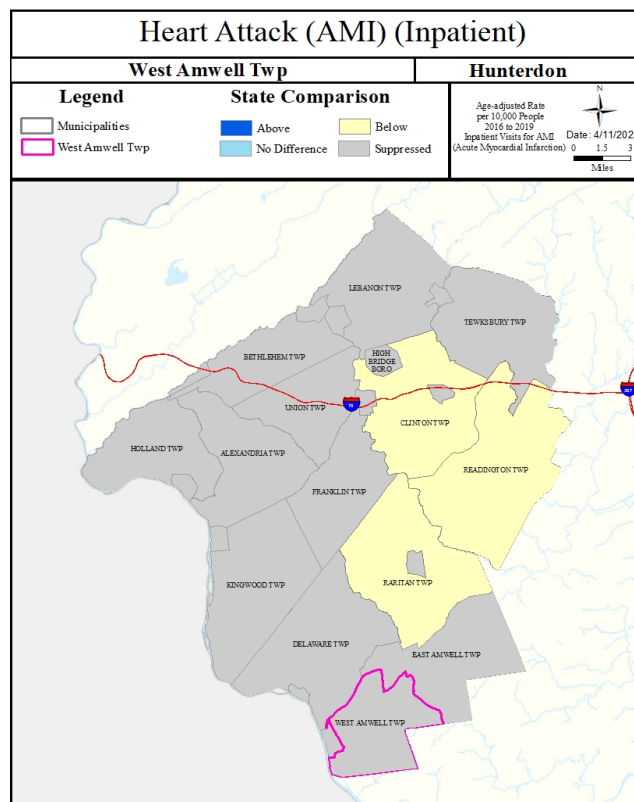 Heart Attack (AMI) (Inpatient)
West Amwell Twp
Hunterdon
Legend
Municipalities
West Amwell Twp
State Comparison
Above
Below
No Difference
Suppressed
Age-adjusted Rate
per 10,000 People
2016 to 2019
Inpatient Visits for AMI
(Acute Myocardial Infarction)
N
Date: 4/11/202
0 1.5 3
Miles
LEBANON TWP
TEWKSBURY TWP
BETHLEHEM TWP
HIGH
BRIDGE
BORO
UNION TWP
78
CLINTON TWP
HOLLAND TWP
ALEXANDRIA TWP
READINGTON TWP
FRANKLIN TWP
KINGWOOD TWP
RARITAN TWP
DELAWARE TWP
EAST AMWELL TWP
WEST AMWELL TWP